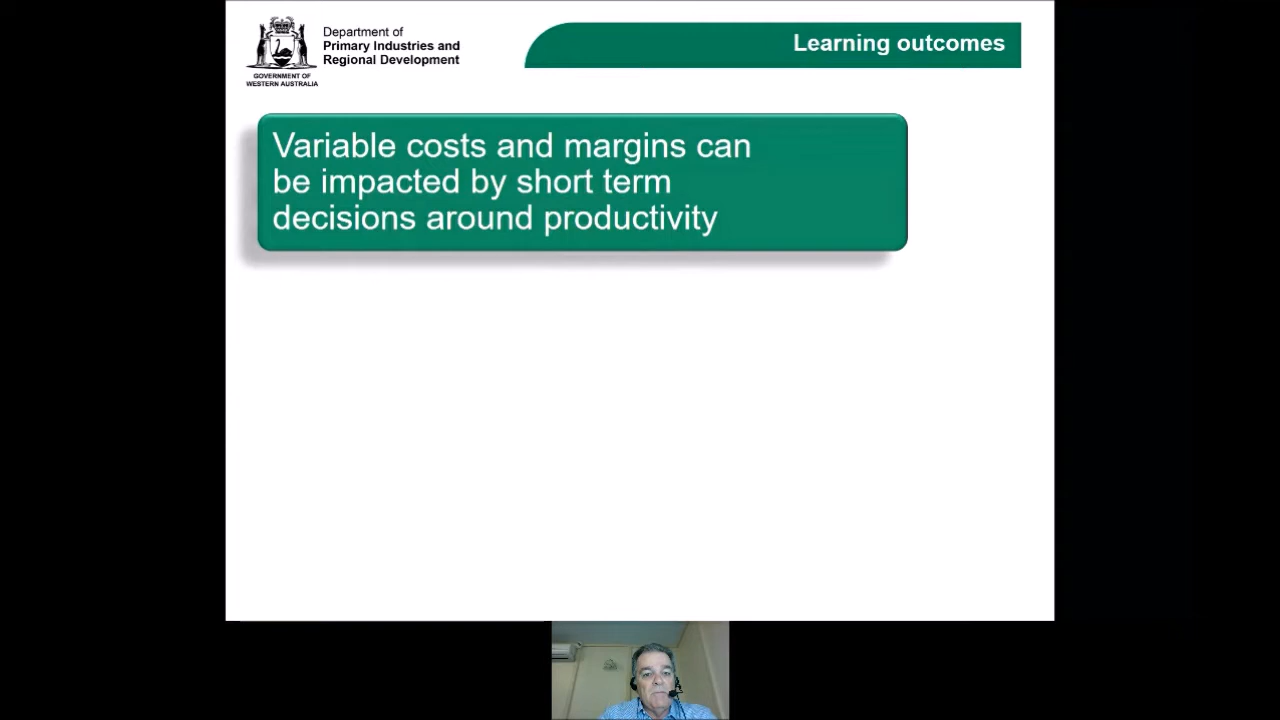 Department of
Primary Industries and
Regional Development
GOVERNMENT OF
WESTERN AUSTRALIA
Learning outcomes
Variable costs and margins can
be impacted by short term
decisions around productivity